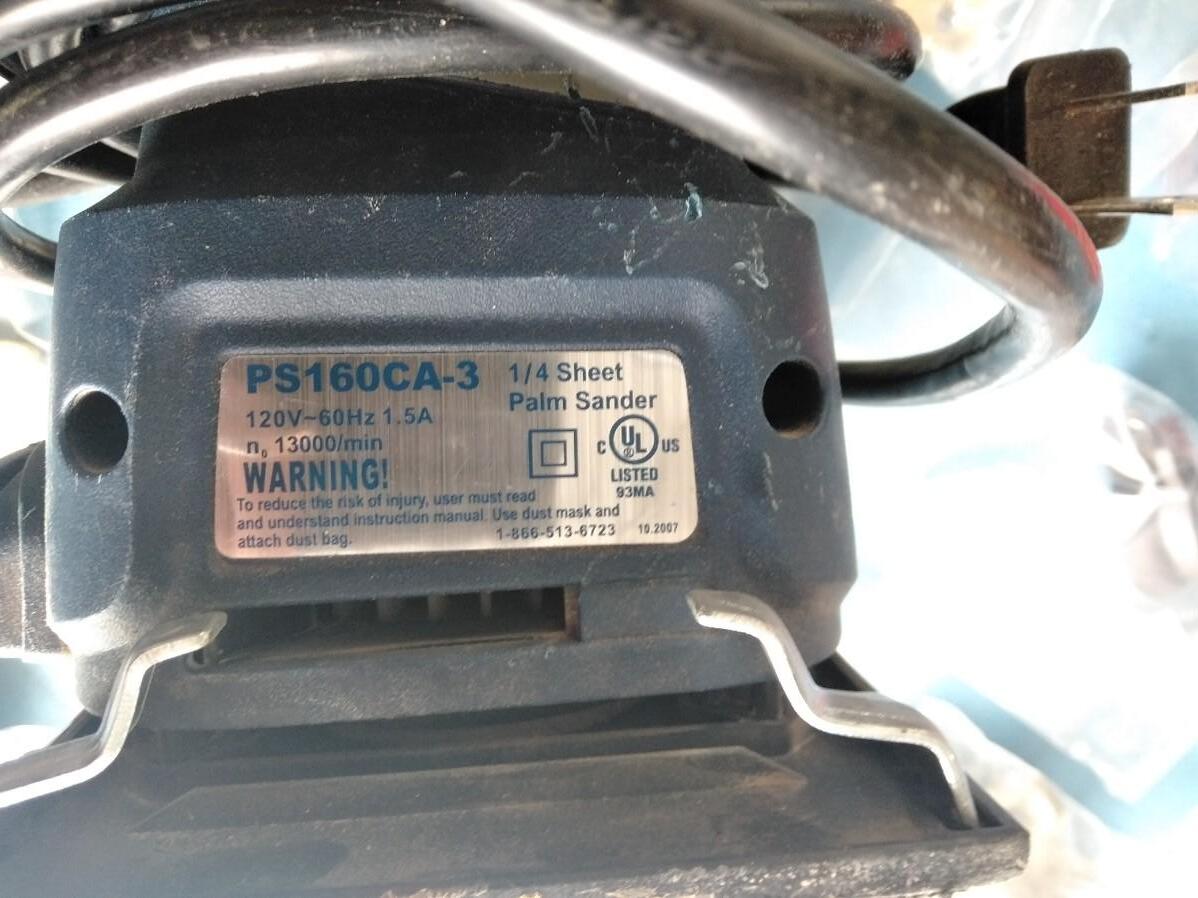 PS160CA-3
1/4 Sheet
Palm Sander
120V~60Hz 1.5A
n₀ 13000/min
WARNING!
C UL ® US
LISTED
93MA
To reduce the risk of injury, user must read
and understand instruction manual. Use dust mask and
attach dust bag.
1-866-513-6723
10.2007